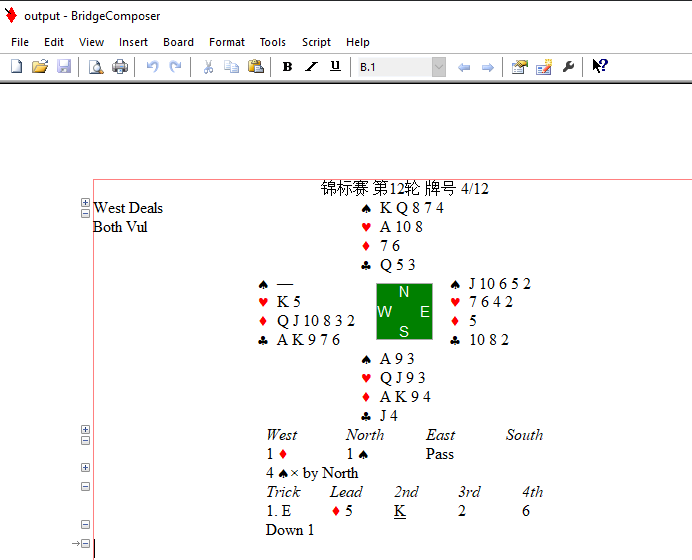 output - BridgeComposer
File Edit View Insert Board Format Tools Script Help
B I U B.1
锦标赛 第12轮 牌号 4/12
West Deals
Both Vul
♠ K Q 8 7 4
♥ A 10 8
♦ 7 6
♣ Q 5 3
♠ —
♥ K 5
♦ Q J 10 8 3 2
♣ A K 9 7 6
N
W E
S
♠ J 10 6 5 2
♥ 7 6 4 2
♦ 5
♣ 10 8 2
♠ A 9 3
♥ Q J 9 3
♦ A K 9 4
♣ J 4
West North East South
1 ♦ 1 ♠ Pass
4 ♠× by North
Trick Lead 2nd 3rd 4th
1. E ♦ 5 K 2 6
Down 1